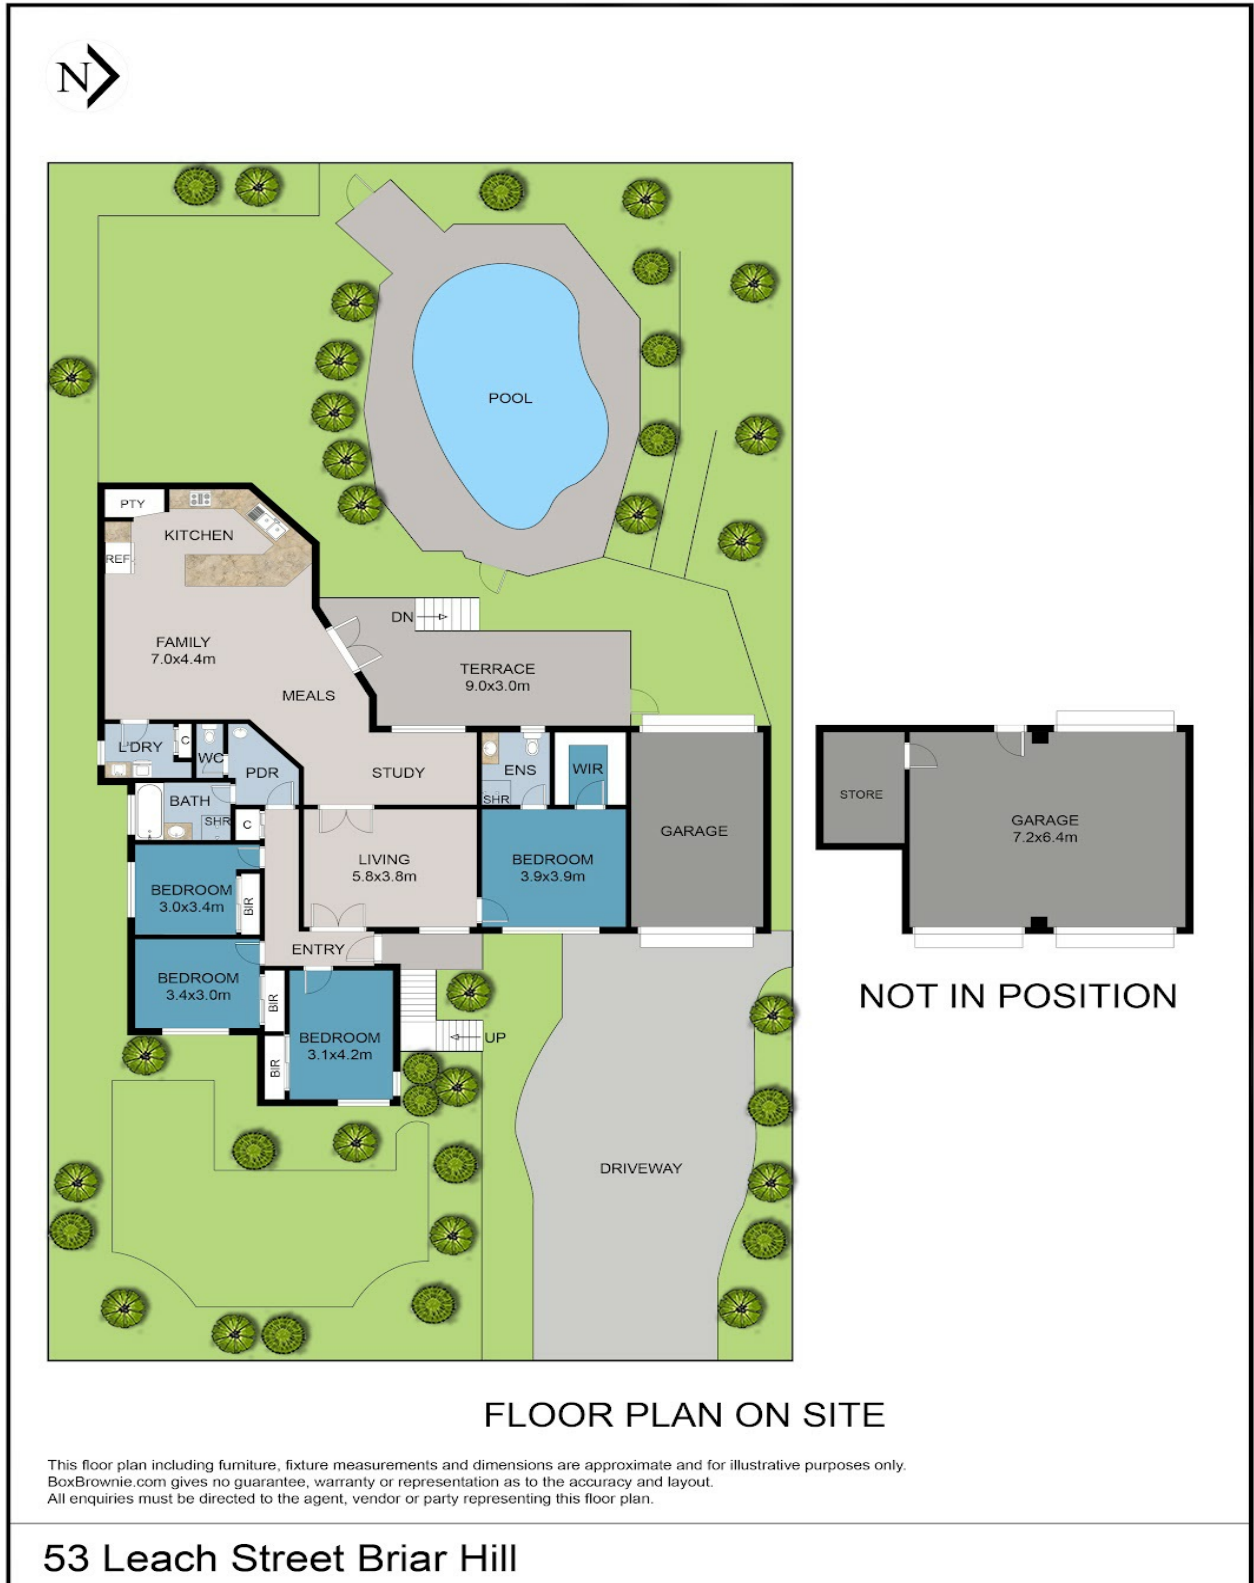 N
POOL
PTY
KITCHEN
REF.
DN
FAMILY
7.0x4.4m
TERRACE
9.0x3.0m
MEALS
L'DRY
C
WC
PDR
STUDY
ENS
WIR
SHR
BATH
SHR
C
GARAGE
STORE
GARAGE
7.2x6.4m
LIVING
5.8x3.8m
BEDROOM
3.9x3.9m
BEDROOM
3.0x3.4m
BIR
ENTRY
BEDROOM
3.4x3.0m
BIR
NOT IN POSITION
BEDROOM
3.1x4.2m
UP
BIR
DRIVEWAY
FLOOR PLAN ON SITE
This floor plan including furniture, fixture measurements and dimensions are approximate and for illustrative purposes only.
BoxBrownie.com gives no guarantee, warranty or representation as to the accuracy and layout.
All enquiries must be directed to the agent, vendor or party representing this floor plan.
53 Leach Street Briar Hill